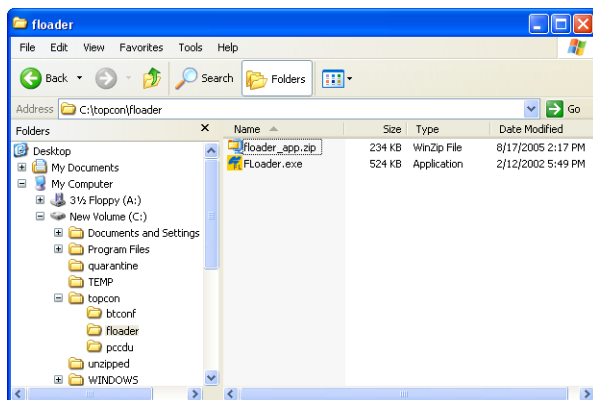 floader
File Edit View Favorites Tools Help
Back Search Folders
Address C:\topcon\floader Go
Folders Name Size Type Date Modified
Desktop
My Documents
My Computer
3½ Floppy (A:)
New Volume (C:)
Documents and Settings
Program Files
quarantine
TEMP
topcon
btconf
floader
pccdu
unzipped
WINDOWS
floader_app.zip 234 KB WinZip File 8/17/2005 2:17 PM
FLoader.exe 524 KB Application 2/12/2002 5:49 PM